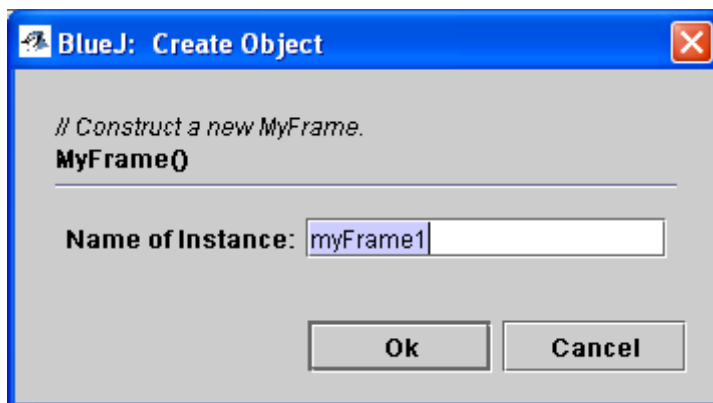 BlueJ: Create Object
// Construct a new MyFrame.
MyFrame()
Name of Instance: myFrame1
Ok Cancel